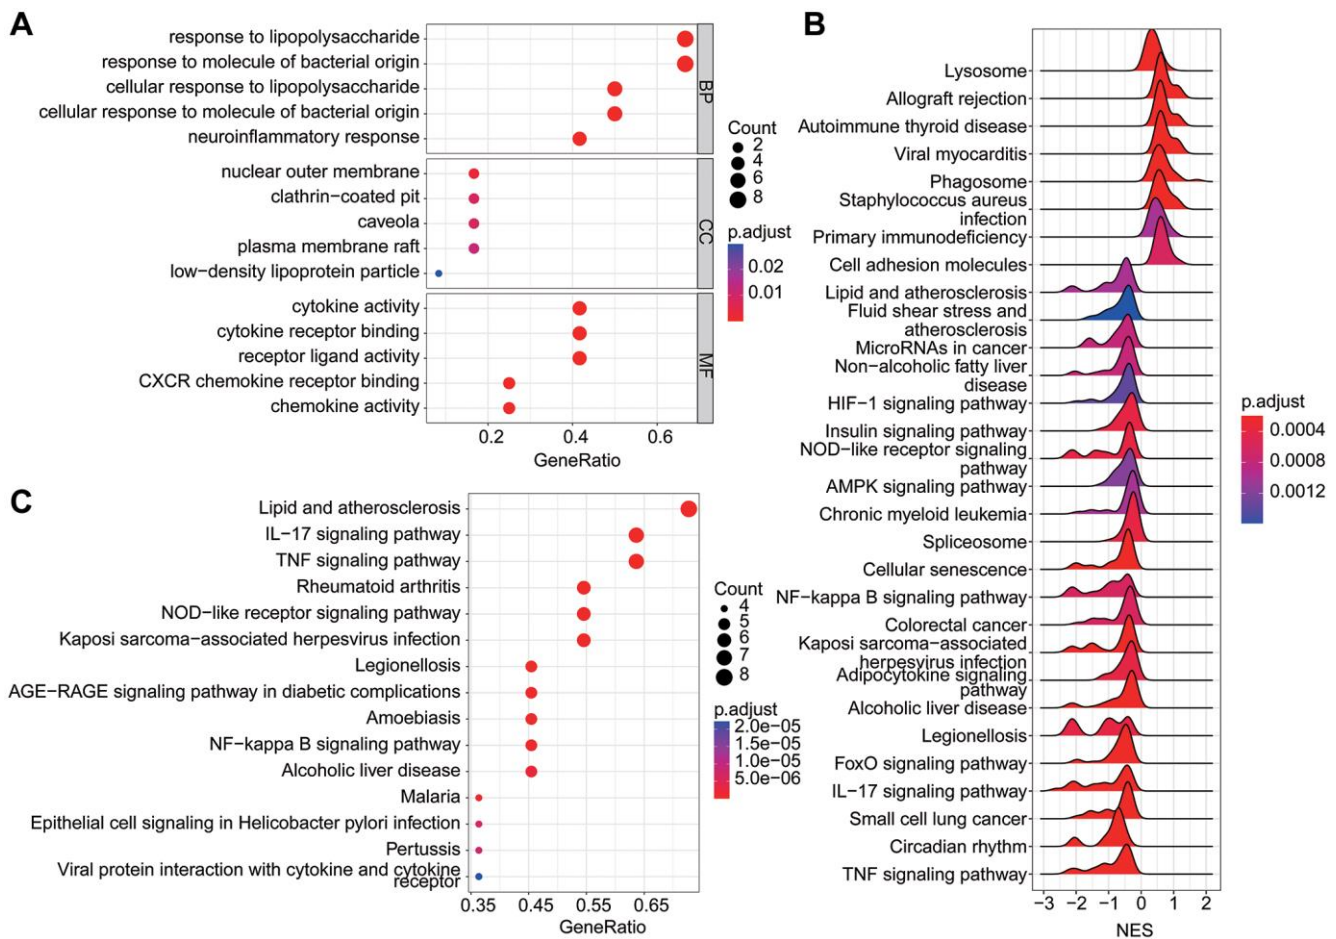 A
response to lipopolysaccharide
response to molecule of bacterial origin
cellular response to lipopolysaccharide
cellular response to molecule of bacterial origin
neuroinflammatory response
BP
nuclear outer membrane
clathrin−coated pit
caveola
plasma membrane raft
low−density lipoprotein particle
CC
cytokine activity
cytokine receptor binding
receptor ligand activity
CXCR chemokine receptor binding
chemokine activity
MF
0.2 0.4 0.6
GeneRatio
Count
2
4
6
8
p.adjust
0.02
0.01
B
Lysosome
Allograft rejection
Autoimmune thyroid disease
Viral myocarditis
Phagosome
Staphylococcus aureus
infection
Primary immunodeficiency
Cell adhesion molecules
Lipid and atherosclerosis
Fluid shear stress and
atherosclerosis
MicroRNAs in cancer
Non−alcoholic fatty liver
disease
HIF−1 signaling pathway
Insulin signaling pathway
NOD−like receptor signaling
pathway
AMPK signaling pathway
Chronic myeloid leukemia
Spliceosome
Cellular senescence
NF−kappa B signaling pathway
Colorectal cancer
Kaposi sarcoma−associated
herpesvirus infection
Adipocytokine signaling
pathway
Alcoholic liver disease
Legionellosis
FoxO signaling pathway
IL−17 signaling pathway
Small cell lung cancer
Circadian rhythm
TNF signaling pathway
−3 −2 −1 0 1 2
NES
p.adjust
0.0004
0.0008
0.0012
C
Lipid and atherosclerosis
IL−17 signaling pathway
TNF signaling pathway
Rheumatoid arthritis
NOD−like receptor signaling pathway
Kaposi sarcoma−associated herpesvirus infection
Legionellosis
AGE−RAGE signaling pathway in diabetic complications
Amoebiasis
NF−kappa B signaling pathway
Alcoholic liver disease
Malaria
Epithelial cell signaling in Helicobacter pylori infection
Pertussis
Viral protein interaction with cytokine and cytokine
receptor
0.35 0.45 0.55 0.65
GeneRatio
Count
4
5
6
7
8
p.adjust
2.0e−05
1.5e−05
1.0e−05
5.0e−06